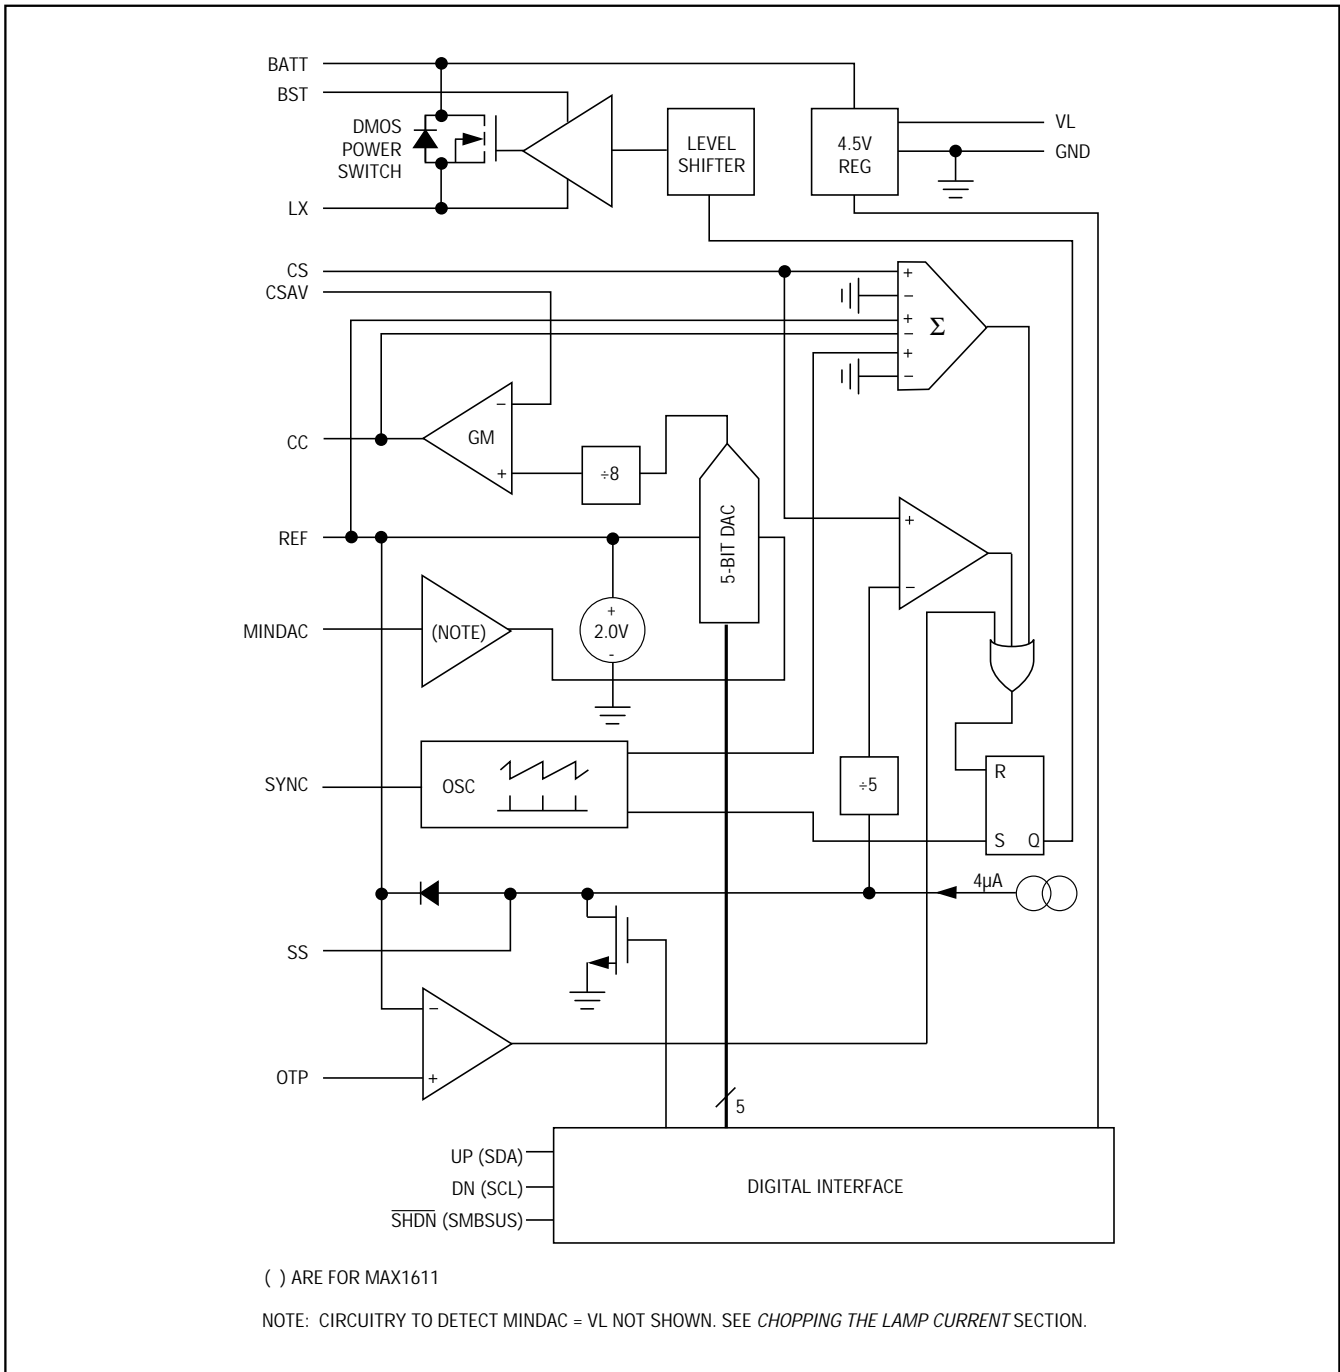 BATT
BST
DMOS
POWER
SWITCH
LEVEL
SHIFTER
4.5V
REG
VL
GND
LX
CS
CSAV
+
−
+
−
+
−
Σ
CC
−
GM
+
÷8
5-BIT DAC
REF
+
−
MINDAC
(NOTE)
+
2.0V
-
SYNC
OSC
÷5
R
S Q
4µA
SS
−
+
OTP
5
UP (SDA)
DN (SCL)
SHDN (SMBSUS)
DIGITAL INTERFACE
( ) ARE FOR MAX1611
NOTE: CIRCUITRY TO DETECT MINDAC = VL NOT SHOWN. SEE CHOPPING THE LAMP CURRENT SECTION.